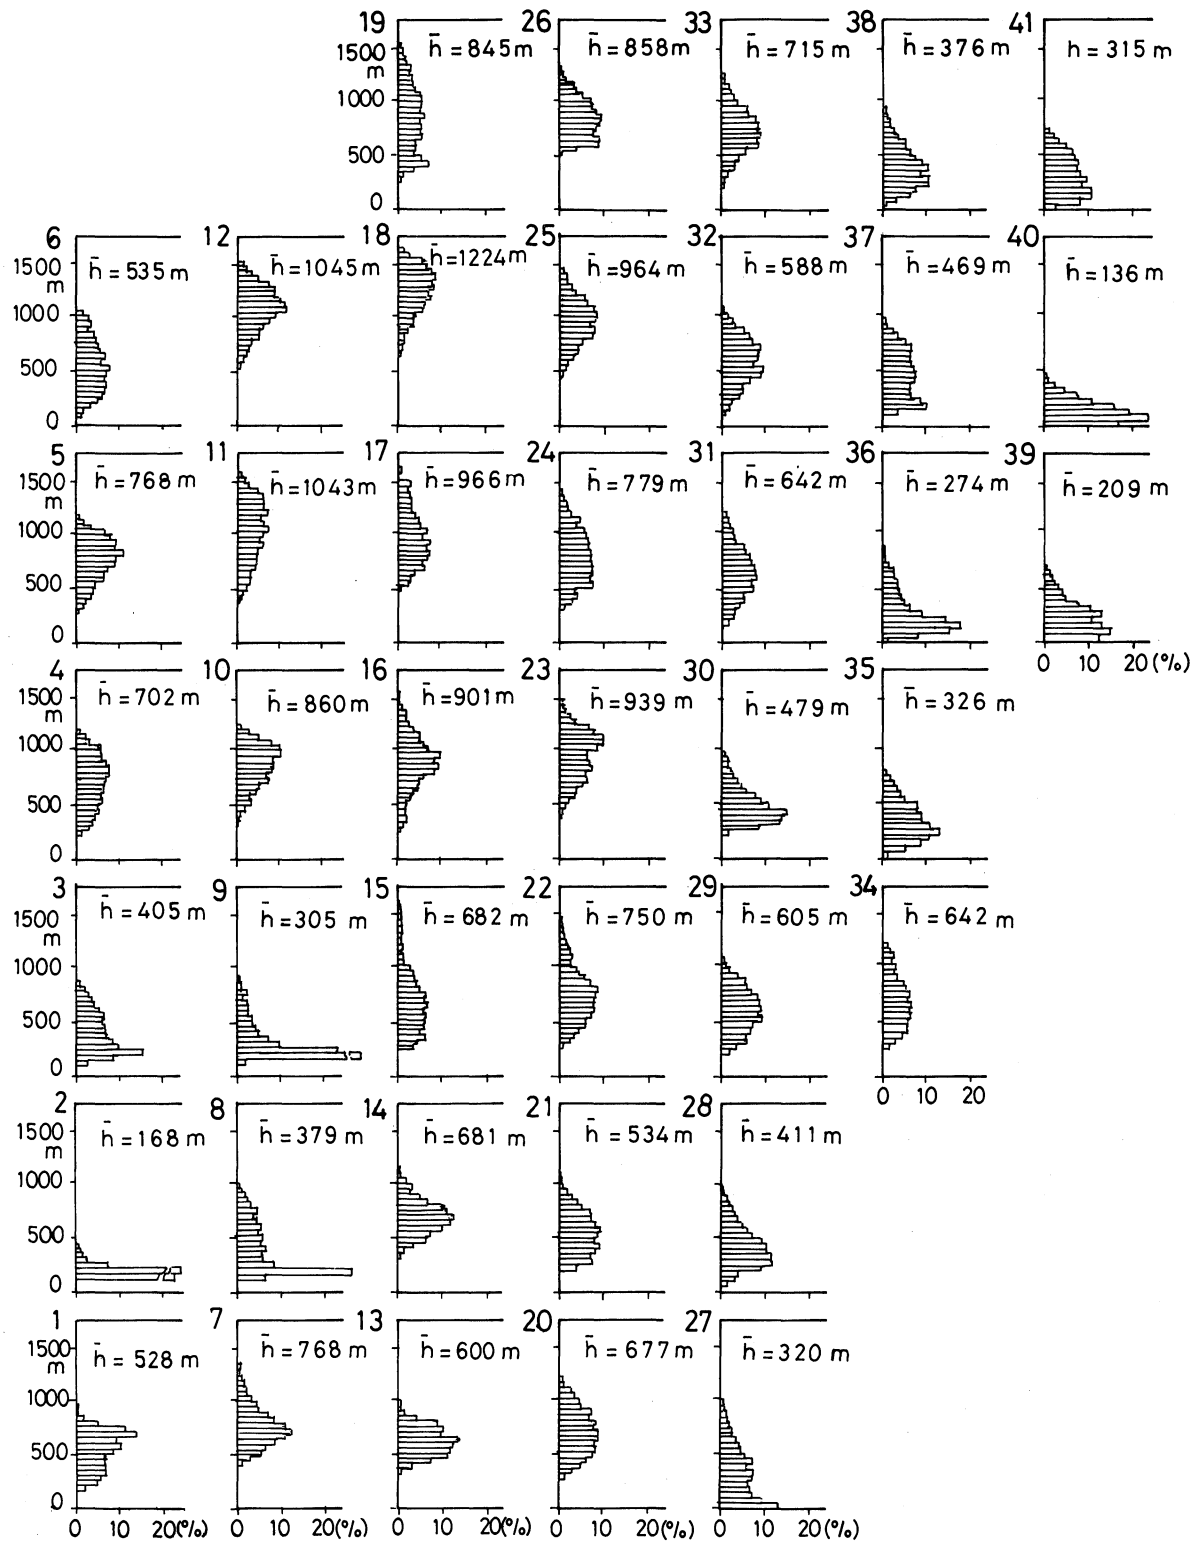 19 26 33 38 41
1500 h̄ = 845 m h̄ = 858 m h̄ = 715 m h̄ = 376 m h = 315 m
m
1000
500
0
6 12 18 25 32 37 40
1500 h̄ = 535 m h̄ = 1045 m h̄ = 1224 m h̄ = 964 m h̄ = 588 m h̄ = 469 m h̄ = 136 m
m
1000
500
0
5 11 17 24 31 36 39
1500 h̄ = 768 m h̄ = 1043 m h̄ = 966 m h̄ = 779 m h̄ = 642 m h̄ = 274 m h̄ = 209 m
m
1000
500
0
0 10 20 (%)
4 10 16 23 30 35
1500 h̄ = 702 m h̄ = 860 m h̄ = 901 m h̄ = 939 m h̄ = 479 m h̄ = 326 m
m
1000
500
0
3 9 15 22 29 34
1500 h̄ = 405 m h̄ = 305 m h̄ = 682 m h̄ = 750 m h̄ = 605 m h̄ = 642 m
m
1000
500
0
0 10 20
2 8 14 21 28
1500 h̄ = 168 m h̄ = 379 m h̄ = 681 m h̄ = 534 m h̄ = 411 m
m
1000
500
0
1 7 13 20 27
1500 h̄ = 528 m h̄ = 768 m h̄ = 600 m h̄ = 677 m h̄ = 320 m
m
1000
500
0
0 10 20(%) 0 10 20(%) 0 10 20(%) 0 10 20(%) 0 10 20(%)